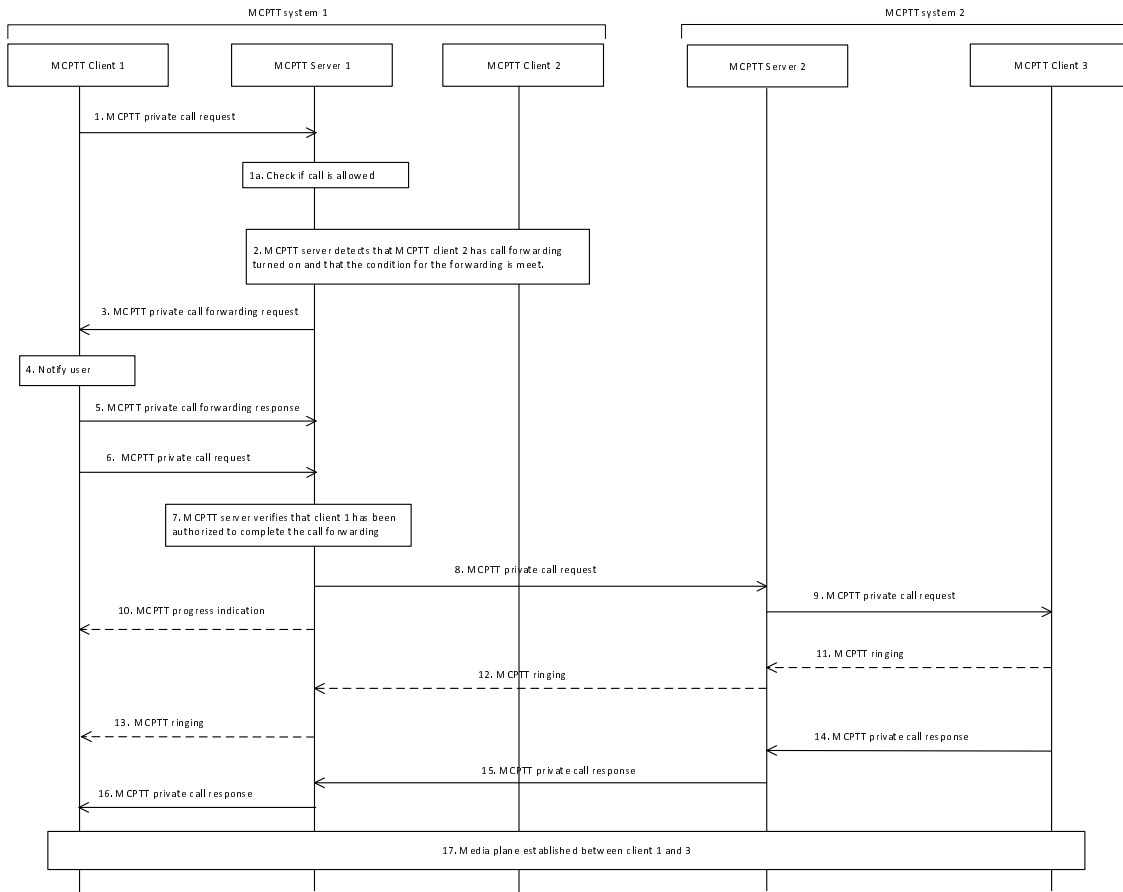 MCPTT system 1
MCPTT system 2
MCPTT Client 1
MCPTT Server 1
MCPTT Client 2
MCPTT Server 2
MCPTT Client 3
1. MCPTT private call request
1a. Check if call is allowed
2. MCPTT server detects that MCPTT client 2 has call forwarding
turned on and that the condition for the forwarding is meet.
3. MCPTT private call forwarding request
4. Notify user
5. MCPTT private call forwarding response
6. MCPTT private call request
7. MCPTT server verifies that client 1 has been
authorized to complete the call forwarding
8. MCPTT private call request
9. MCPTT private call request
10. MCPTT progress indication
11. MCPTT ringing
12. MCPTT ringing
13. MCPTT ringing
14. MCPTT private call response
15. MCPTT private call response
16. MCPTT private call response
17. Media plane established between client 1 and 3